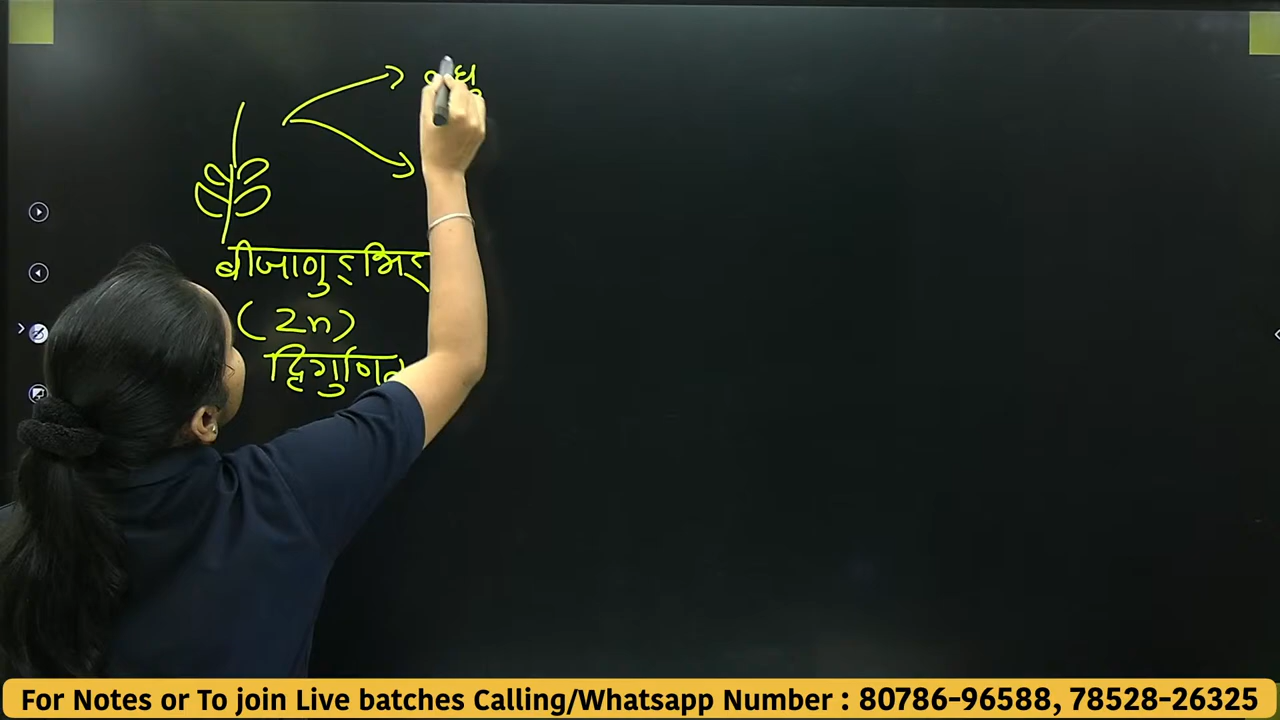 बीजाणुद्भिद्
(2n)
For Notes or To join Live batches Calling/Whatsapp Number : 80786-96588, 78528-26325